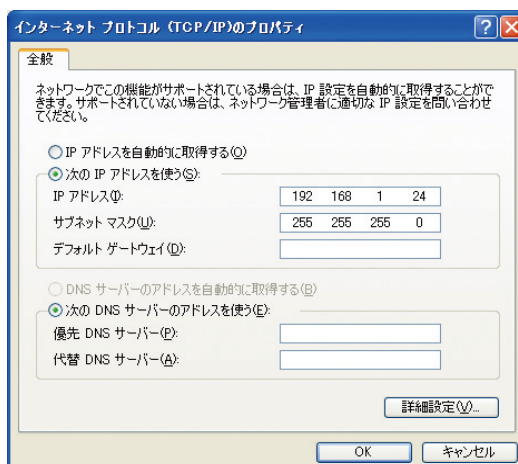 インターネット プロトコル (TCP/IP)のプロパティ
全般
ネットワークでこの機能がサポートされている場合は、IP 設定を自動的に取得することがで
きます。サポートされていない場合は、ネットワーク管理者に適切な IP 設定を問い合わせ
てください。
IP アドレスを自動的に取得する(O)
次の IP アドレスを使う(S):
IP アドレス(I): 192 168 1 24
サブネット マスク(U): 255 255 255 0
デフォルト ゲートウェイ(D):
DNS サーバーのアドレスを自動的に取得する(B)
次の DNS サーバーのアドレスを使う(E):
優先 DNS サーバー(P):
代替 DNS サーバー(A):
詳細設定(V)...
OK キャンセル